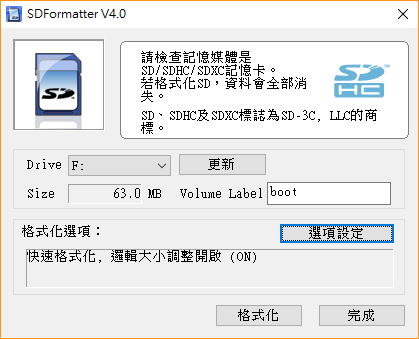 SDFormatter V4.0
請檢查記憶媒體是
SD/SDHC/SDXC記憶卡。
若格式化SD，資料會全部消
失。
SD、SDHC及SDXC標誌為SD-3C, LLC的商
標。
SD
HC
SD
Drive F: 更新
Size 63.0 MB Volume Label boot
格式化選項：
選項設定
快速格式化, 邏輯大小調整開啟 (ON)
格式化 完成